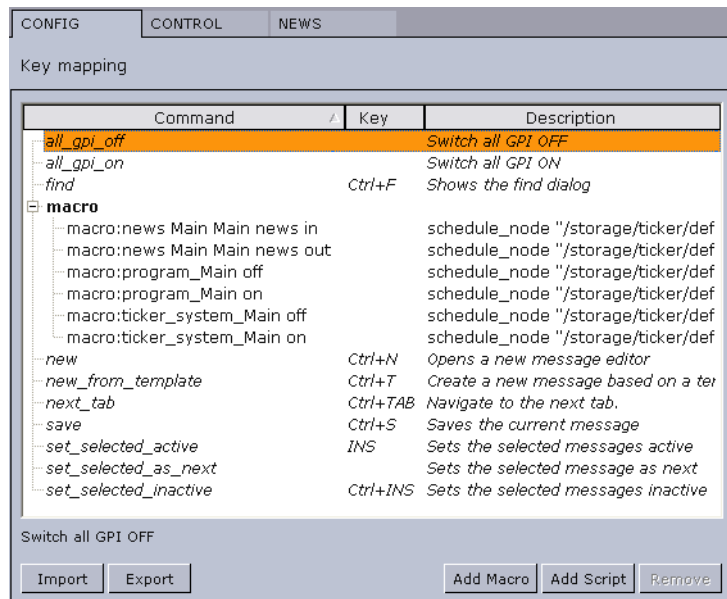 CONFIG CONTROL NEWS
Key mapping
Command Key Description
all_gpi_off Switch all GPI OFF
all_gpi_on Switch all GPI ON
find Ctrl+F Shows the find dialog
macro
macro:news Main Main news in schedule_node "/storage/ticker/def
macro:news Main Main news out schedule_node "/storage/ticker/def
macro:program_Main off schedule_node "/storage/ticker/def
macro:program_Main on schedule_node "/storage/ticker/def
macro:ticker_system_Main off schedule_node "/storage/ticker/def
macro:ticker_system_Main on schedule_node "/storage/ticker/def
new Ctrl+N Opens a new message editor
new_from_template Ctrl+T Create a new message based on a ter
next_tab Ctrl+TAB Navigate to the next tab.
save Ctrl+S Saves the current message
set_selected_active INS Sets the selected messages active
set_selected_as_next Sets the selected message as next
set_selected_inactive Ctrl+INS Sets the selected messages inactive
Switch all GPI OFF
Import Export Add Macro Add Script Remove